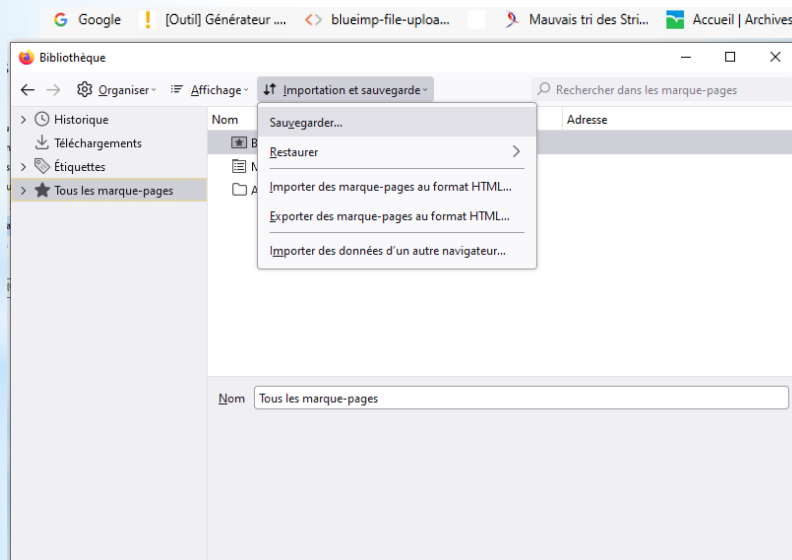 Google [Outil] Générateur .... blueimp-file-uploa... Mauvais tri des Stri... Accueil | Archives
Bibliothèque
Organiser Affichage Importation et sauvegarde Rechercher dans les marque-pages
Historique
Téléchargements
Étiquettes
Tous les marque-pages
Nom Adresse
B
M
A
Sauvegarder...
Restaurer
Importer des marque-pages au format HTML...
Exporter des marque-pages au format HTML...
Importer des données d'un autre navigateur...
Nom Tous les marque-pages